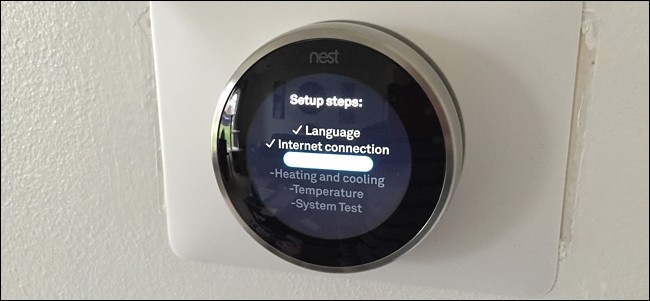 nest
Setup steps:
✓ Language
✓ Internet connection
-Heating and cooling
-Temperature
-System Test